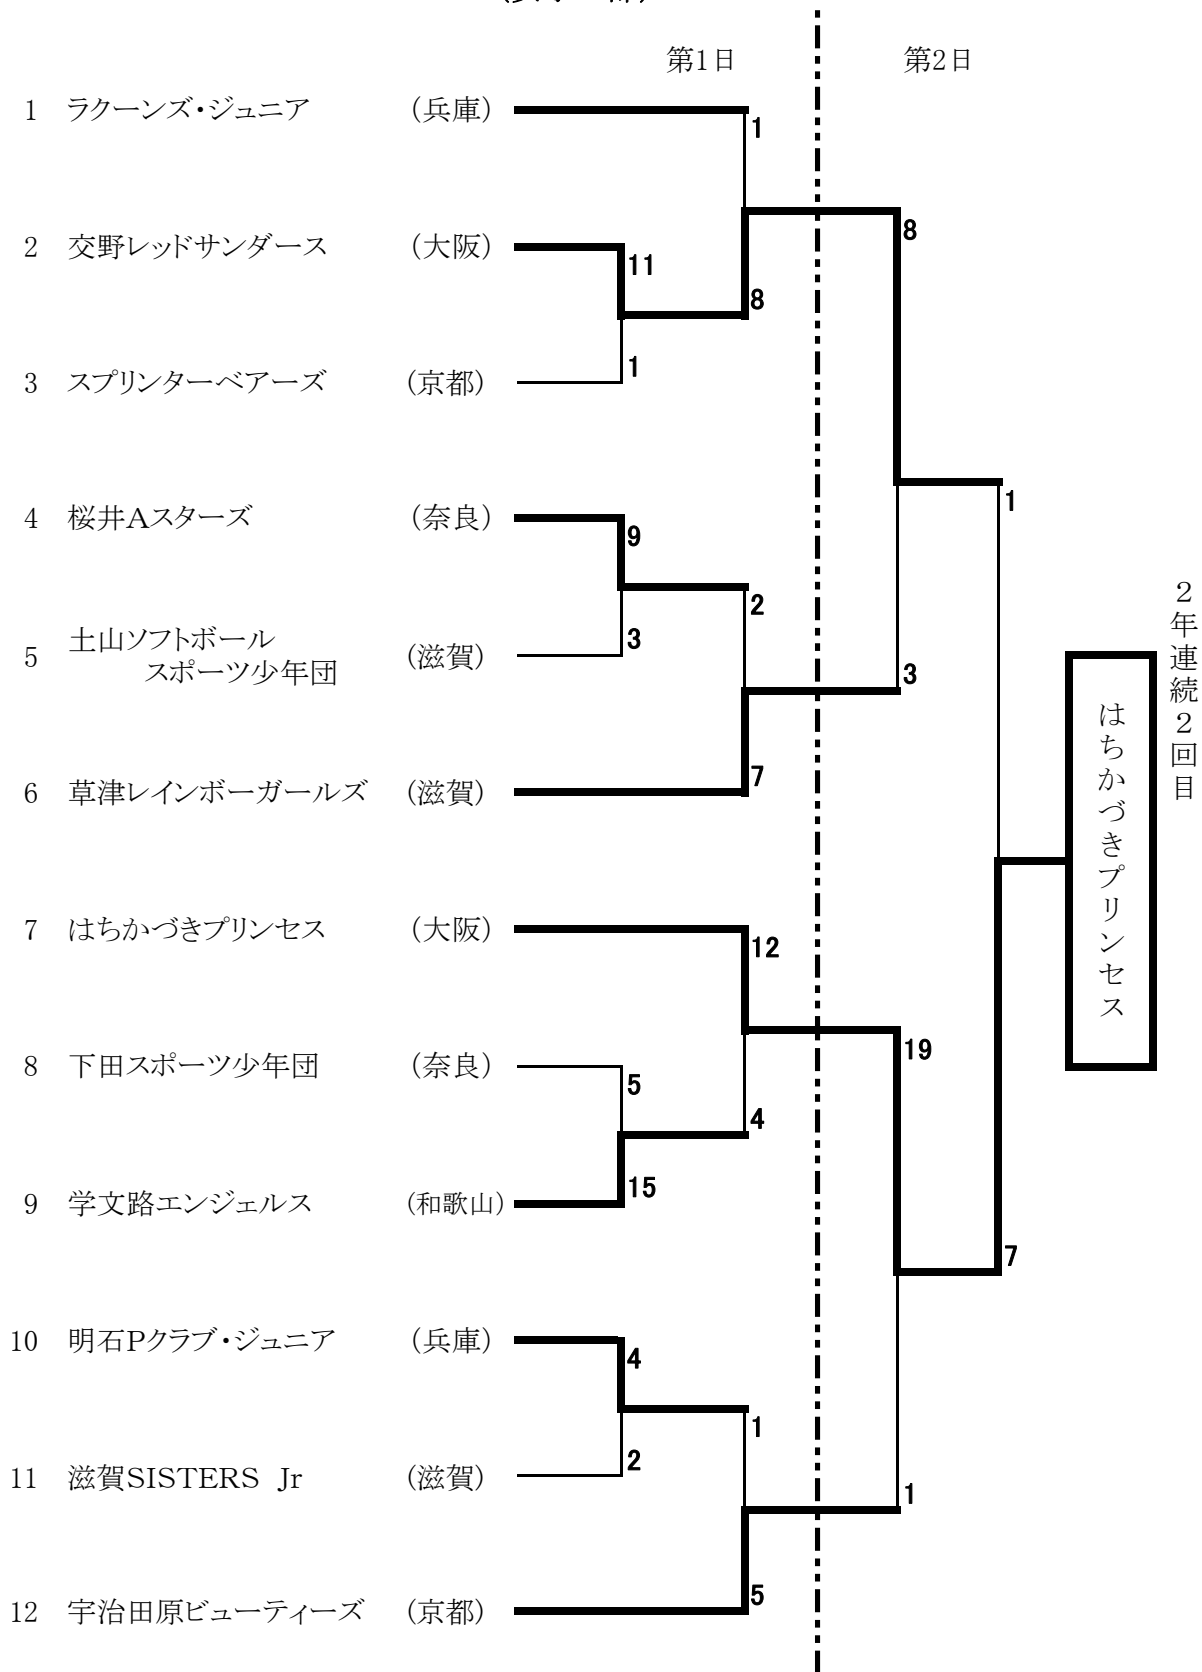 第1日
第2日
1 ラクーンズ・ジュニア (兵庫)
1
8
2 交野レッドサンダース (大阪)
11
8
1
3 スプリンターベアーズ (京都)
4 桜井Aスターズ (奈良)
9
1
2
3
5 土山ソフトボール
スポーツ少年団 (滋賀)
3
7
6 草津レインボーガールズ (滋賀)
2年連続2回目
はちかづきプリンセス
7 はちかづきプリンセス (大阪)
12
19
8 下田スポーツ少年団 (奈良)
5
4
15
9 学文路エンジェルス (和歌山)
7
10 明石Pクラブ・ジュニア (兵庫)
4
1
2
11 滋賀SISTERS Jr (滋賀)
1
5
12 宇治田原ビューティーズ (京都)